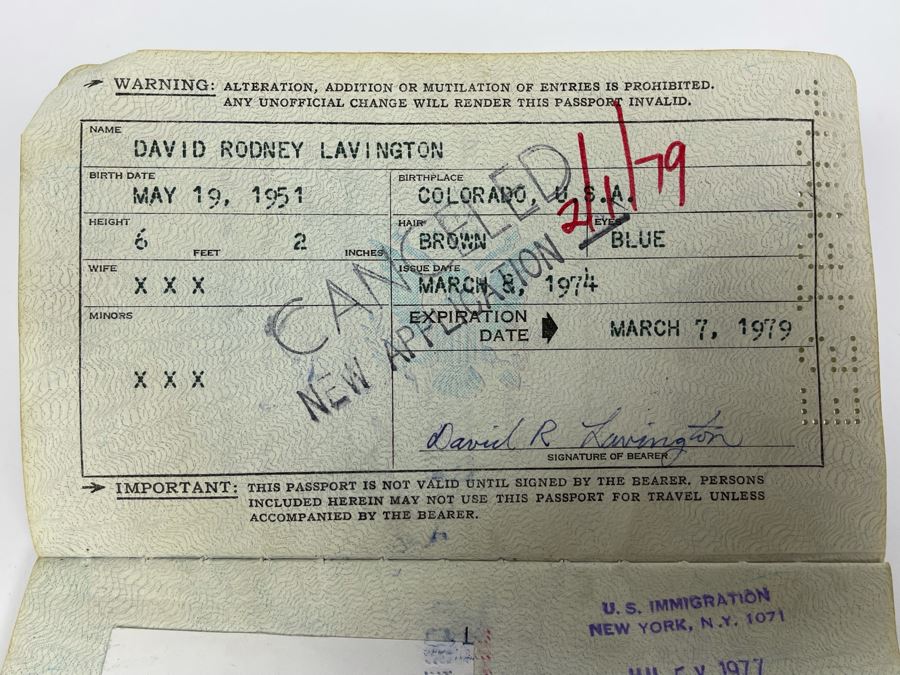 WARNING: ALTERATION, ADDITION OR MUTILATION OF ENTRIES IS PROHIBITED.
ANY UNOFFICIAL CHANGE WILL RENDER THIS PASSPORT INVALID.
NAME
DAVID RODNEY LAVINGTON
BIRTH DATE
MAY 19, 1951
BIRTHPLACE
COLORADO, U.S.A.
2/1/79
HEIGHT
6 FEET 2 INCHES
HAIR
BROWN
EYES
BLUE
WIFE
X X X
ISSUE DATE
MARCH 8, 1974
MINORS
X X X
EXPIRATION
DATE
MARCH 7, 1979
CANCELED
NEW APPLICATION
David R Lavington
SIGNATURE OF BEARER
IMPORTANT: THIS PASSPORT IS NOT VALID UNTIL SIGNED BY THE BEARER. PERSONS
INCLUDED HEREIN MAY NOT USE THIS PASSPORT FOR TRAVEL UNLESS
ACCOMPANIED BY THE BEARER.
U. S. IMMIGRATION
NEW YORK, N.Y. 1071
1977